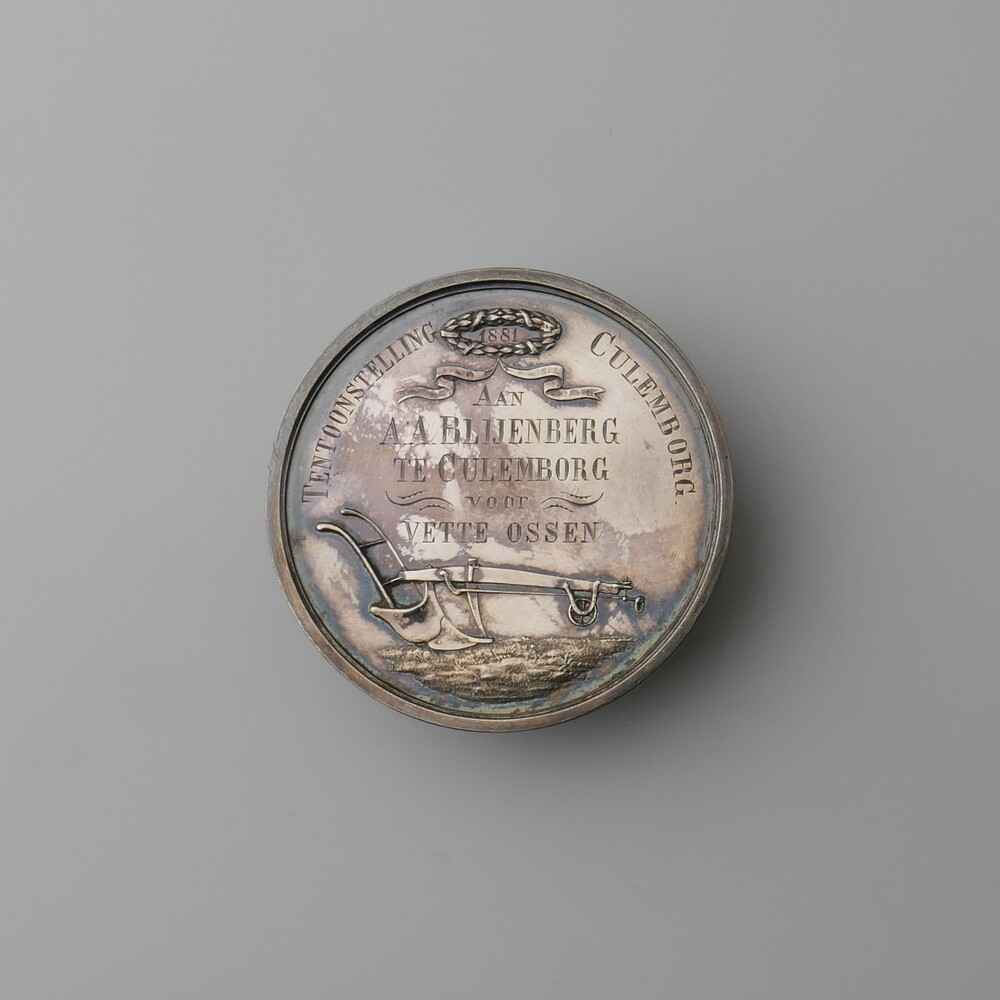 TENTOONSTELLING CULEMBORG
1881
AAN
A A BLIJENBERG
TE CULEMBORG
voor
VETTE OSSEN